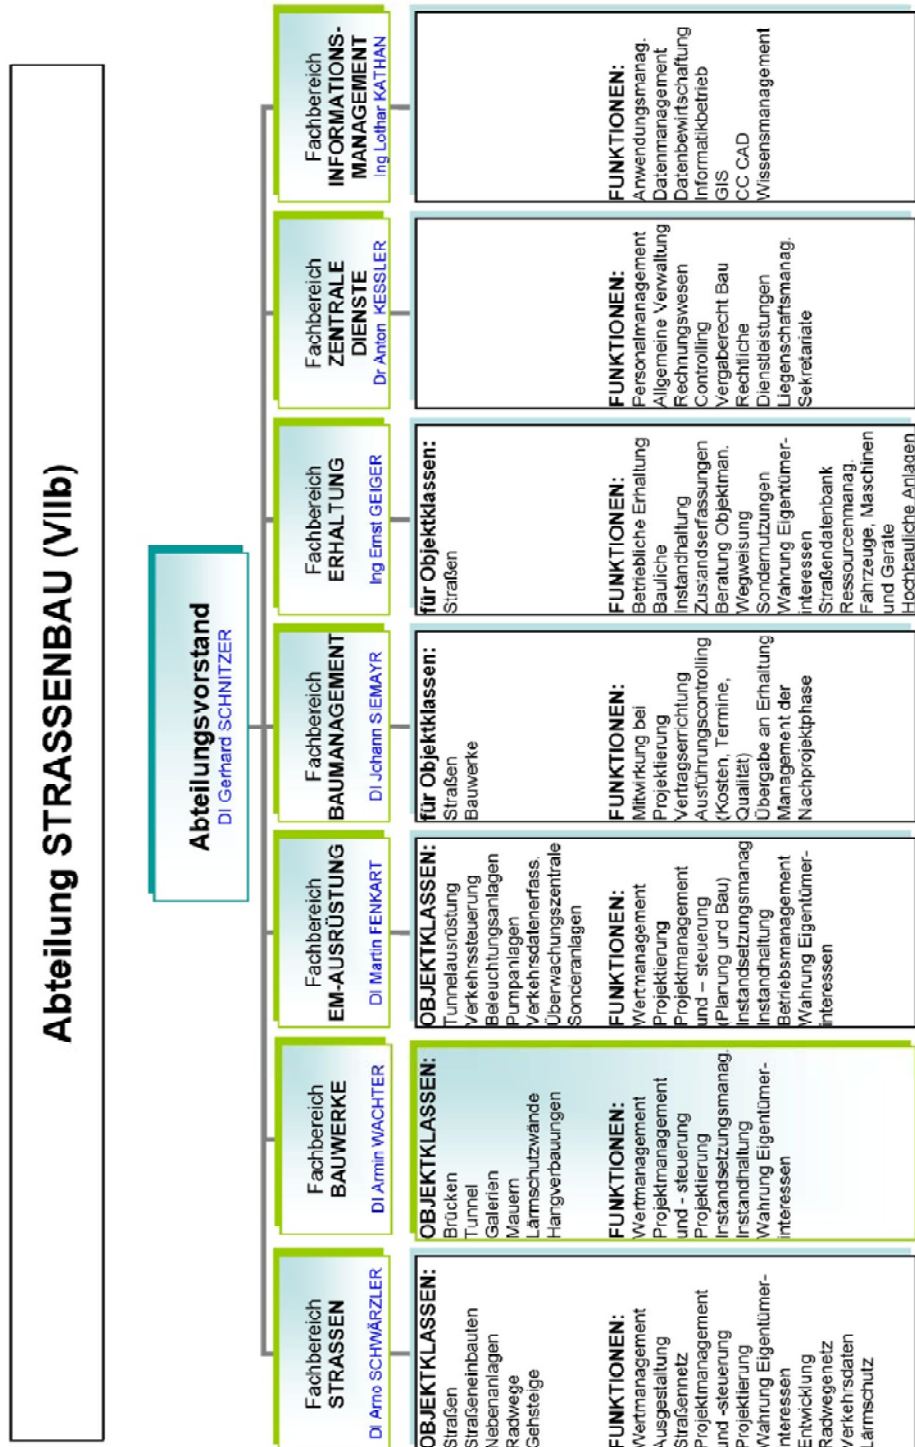 Abteilung STRASSENBAU (VIIb)
Abteilungsvorstand
DI Gerhard SCHNITZER
Fachbereich
STRASSEN
DI Arno SCHWÄRZLER
OBJEKTKLASSEN:
Straßen
Straßeneinbauten
Nebenanlagen
Radwege
Gehsteige
FUNKTIONEN:
Wertmanagement
Ausgestaltung
Straßennetz
Projektmanagement
und -steuerung
Projektierung
Wahrung Eigentümer-
interessen
Entwicklung
Radwegenetz
Verkehrsdaten
Lärmschutz
Fachbereich
BAUWERKE
DI Armin WACHTER
OBJEKTKLASSEN:
Brücken
Tunnel
Galerien
Mauern
Lärmschutzwände
Hangverbauungen
FUNKTIONEN:
Wertmanagement
Projektmanagement
und - steuerung
Projektierung
Instandsetzungsmanag.
Instandhaltung
Wahrung Eigentümer-
interessen
Fachbereich
EM-AUSRÜSTUNG
DI Martin FENKART
OBJEKTKLASSEN:
Tunnelausrüstung
Verkehrssteuerung
Beleuchtungsanlagen
Pumpanlagen
Verkehrsdatenerfass.
Überwachungszentrale
Sonderanlagen
FUNKTIONEN:
Wertmanagement
Projektierung
Projektmanagement
und – steuerung
(Planung und Bau)
Instandsetzungsmanag
Instandhaltung
Betriebsmanagement
Wahrung Eigentümer-
interessen
Fachbereich
BAUMANAGEMENT
DI Johann SIEMAYR
für Objektklassen:
Straßen
Bauwerke
FUNKTIONEN:
Mitwirkung bei
Projektierung
Vertragserrichtung
Ausführungscontrolling
(Kosten, Termine,
Qualität)
Übergabe an Erhaltung
Management der
Nachprojektphase
Fachbereich
ERHALTUNG
Ing Ernst GEIGER
für Objektklassen:
Straßen
FUNKTIONEN:
Betriebliche Erhaltung
Bauliche
Instandhaltung
Zustandserfassungen
Beratung Objektman.
Wegweisung
Sondernutzungen
Wahrung Eigentümer-
interessen
Straßendatenbank
Ressourcenmanag.
Fahrzeuge, Maschinen
und Geräte
Hochbauliche Anlagen
Fachbereich
ZENTRALE
DIENSTE
Dr Anton KESSLER
FUNKTIONEN:
Personalmanagement
Allgemeine Verwaltung
Rechnungswesen
Controlling
Vergaberecht Bau
Rechtliche
Dienstleistungen
Liegenschaftsmanag.
Sekretariate
Fachbereich
INFORMATIONS-
MANAGEMENT
Ing Lothar KATHAN
FUNKTIONEN:
Anwendungsmanag.
Datenmanagement
Datenbewirtschaftung
Informatikbetrieb
GIS
CC CAD
Wissensmanagement